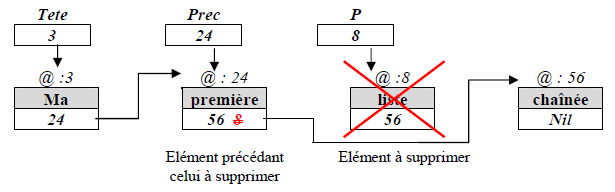 Tete Prec P
3 24 8
@ :3 @ : 24 @ :8 @ : 56
Ma première liste chaînée
24 56 8 56 Nil
Elément précédant Elément à supprimer
celui à supprimer